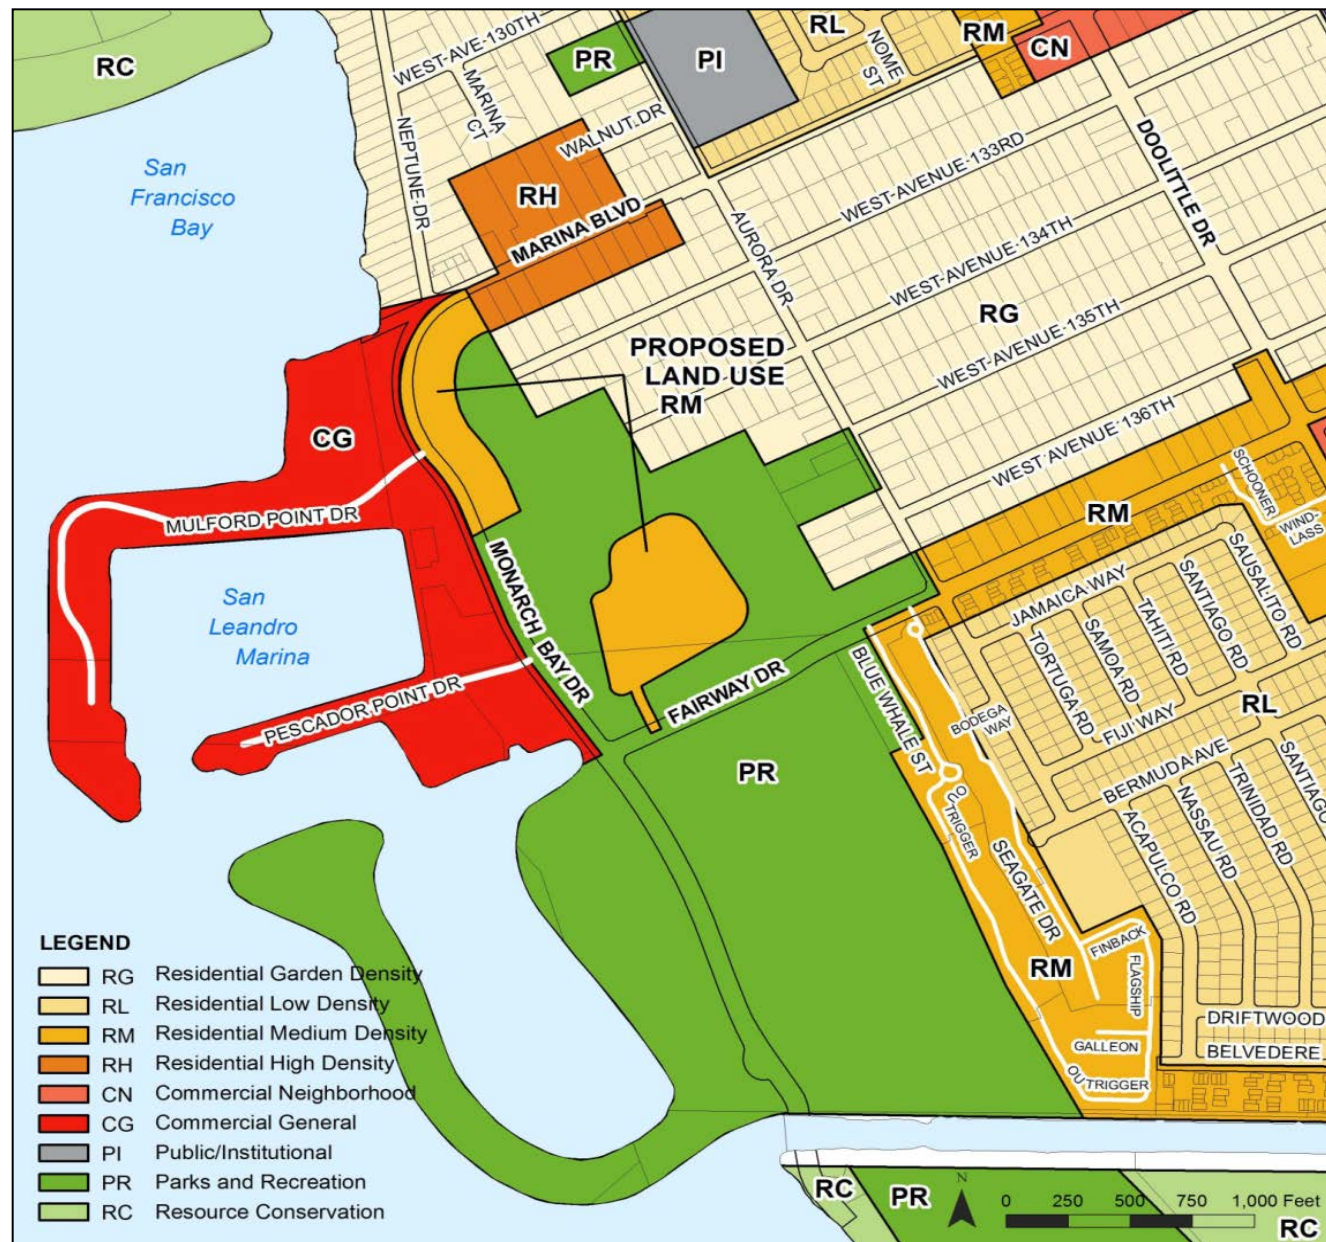 RC
WEST AVE 130TH
PR
PI
RL
NOME
ST
RM
CN
MARINA
CT
NEPTUNE DR
WALNUT DR
San
Francisco
Bay
RH
MARINA BLVD
AURORA DR
WEST AVENUE 133RD
DOOLITTLE DR
WEST AVENUE 134TH
RG
WEST AVENUE 135TH
PROPOSED
LAND USE
RM
CG
WEST AVENUE 136TH
SCHOONER
WIND-
LASS
RM
MULFORD POINT DR
MONARCH BAY DR
San
Leandro
Marina
JAMAICA WAY
SAUSALITO RD
SANTIAGO RD
TAHITI RD
SAMOA RD
TORTUGA RD
PESCADOR POINT DR
FAIRWAY DR
BLUE WHALE ST
BODEGA
WAY
FIJI WAY
RL
BERMUDA AVE
PR
OUTRIGGER
SEAGATE DR
ACAPULCO RD
NASSAU RD
TRINIDAD RD
SANTIAGO
RM
FINBACK
FLAGSHIP
GALLEON
OUTRIGGER
DRIFTWOOD
BELVEDERE
LEGEND
RG Residential Garden Density
RL Residential Low Density
RM Residential Medium Density
RH Residential High Density
CN Commercial Neighborhood
CG Commercial General
PI Public/Institutional
PR Parks and Recreation
RC Resource Conservation
RC
PR
N
0 250 500 750 1,000 Feet
RC